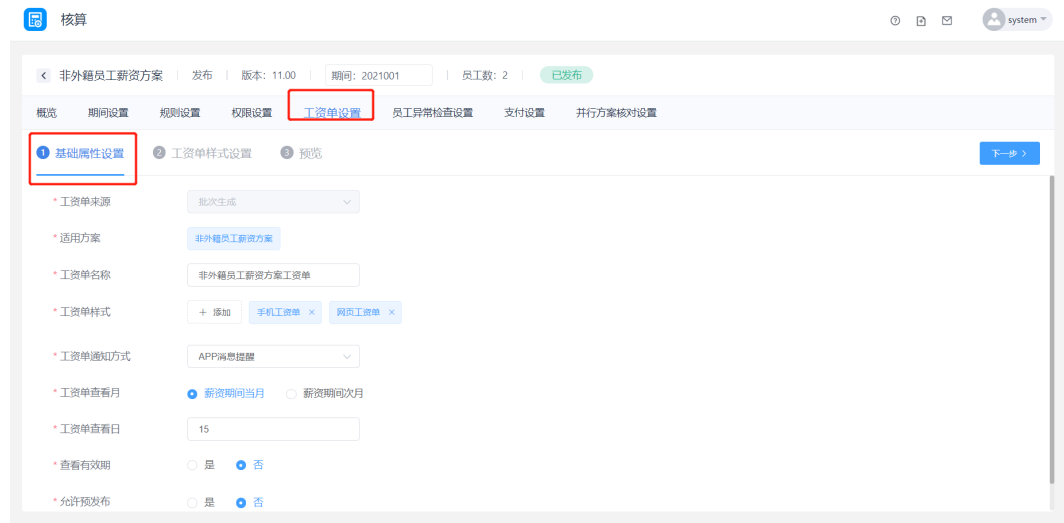 核算
system
非外籍员工薪资方案 发布 版本: 11.00 期间: 2021001 员工数: 2 已发布
概览 期间设置 规则设置 权限设置 工资单设置 员工异常检查设置 支付设置 并行方案核对设置
1 基础属性设置 2 工资单样式设置 3 预览 下一步 >
* 工资单来源 批次生成
* 适用方案 非外籍员工薪资方案
* 工资单名称 非外籍员工薪资方案工资单
* 工资单样式 + 添加 手机工资单 × 网页工资单 ×
* 工资单通知方式 APP消息提醒
* 工资单查看月 薪资期间当月 薪资期间次月
* 工资单查看日 15
* 查看有效期 是 否
* 允许预发布 是 否